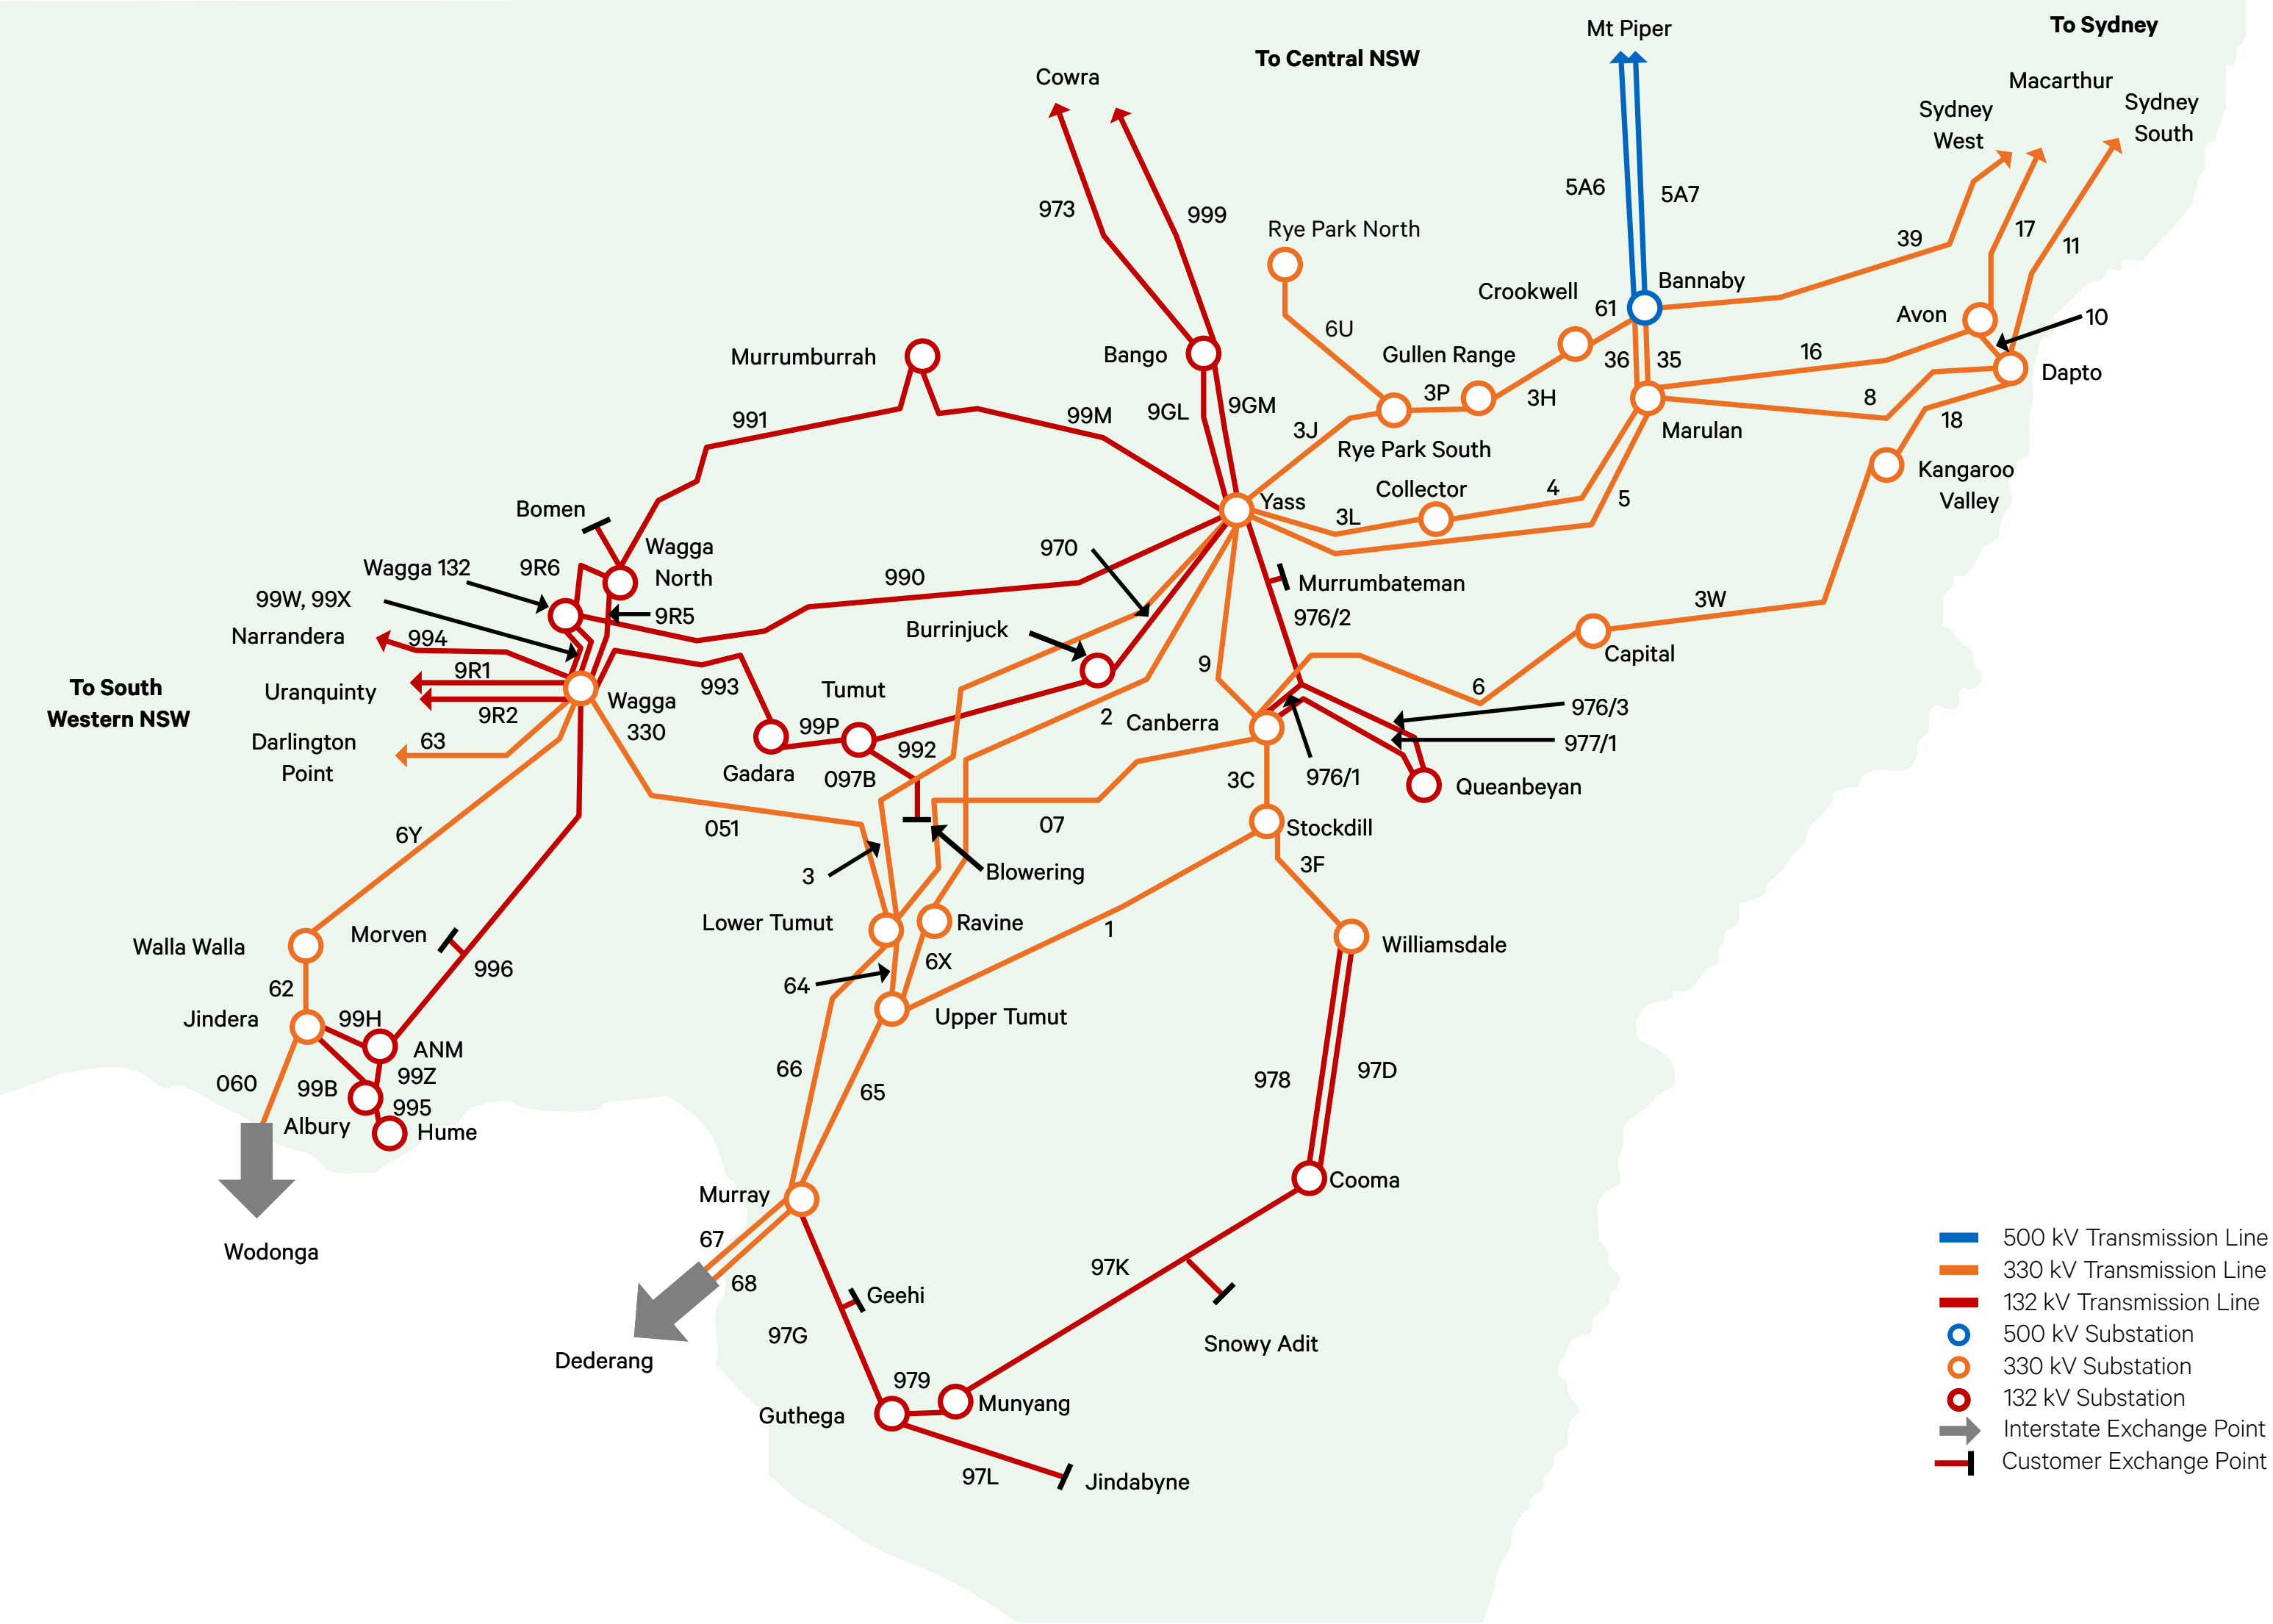 Mt Piper
To Sydney
To Central NSW
Cowra
Macarthur
Sydney
West
Sydney
South
5A6
5A7
973
999
Rye Park North
39
17
11
Crookwell
61
Bannaby
Avon
10
6U
Murrumburrah
Bango
Gullen Range
36
35
16
Dapto
991
99M
9GL
9GM
3P
3H
8
18
3J
Rye Park South
Marulan
Kangaroo
Valley
Collector
4
5
Yass
3L
Bomen
Wagga
North
970
Wagga 132
9R6
990
Murrumbateman
99W, 99X
9R5
976/2
3W
Narrandera
994
Burrinjuck
Capital
9R1
9
To South
Western NSW
Uranquinty
9R2
Wagga
330
993
Tumut
2
Canberra
6
976/3
977/1
Darlington
Point
63
99P
992
Gadara
097B
3C
976/1
Queanbeyan
6Y
051
07
Stockdill
3
Blowering
3F
Walla Walla
Morven
996
Lower Tumut
Ravine
1
Williamsdale
62
64
6X
Jindera
99H
Upper Tumut
ANM
060
99B
99Z
66
65
978
97D
995
Albury
Hume
Wodonga
Murray
Cooma
67
68
97K
Geehi
97G
Snowy Adit
Dederang
979
Guthega
Munyang
97L
Jindabyne
500 kV Transmission Line
330 kV Transmission Line
132 kV Transmission Line
500 kV Substation
330 kV Substation
132 kV Substation
Interstate Exchange Point
Customer Exchange Point